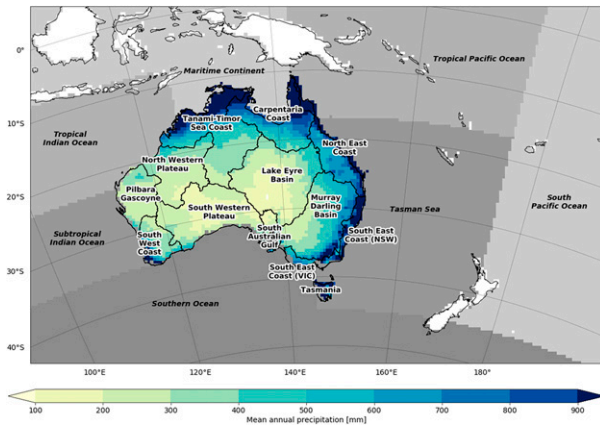 0°
10°S
20°S
30°S
40°S
Tropical Pacific Ocean
Maritime Continent
Tropical
Indian Ocean
Carpentaria
Coast
Tanami-Timor
Sea Coast
North East
Coast
North Western
Plateau
Lake Eyre
Basin
Pilbara
Gascoyne
Murray
Darling
Basin
South Western
Plateau
Tasman Sea
South
Pacific Ocean
Subtropical
Indian Ocean
South
West
Coast
South
Australian
Gulf
South East
Coast (NSW)
South East
Coast (VIC)
Tasmania
Southern Ocean
100°E
120°E
140°E
160°E
180°
100
200
300
400
500
600
700
800
900
Mean annual precipitation [mm]